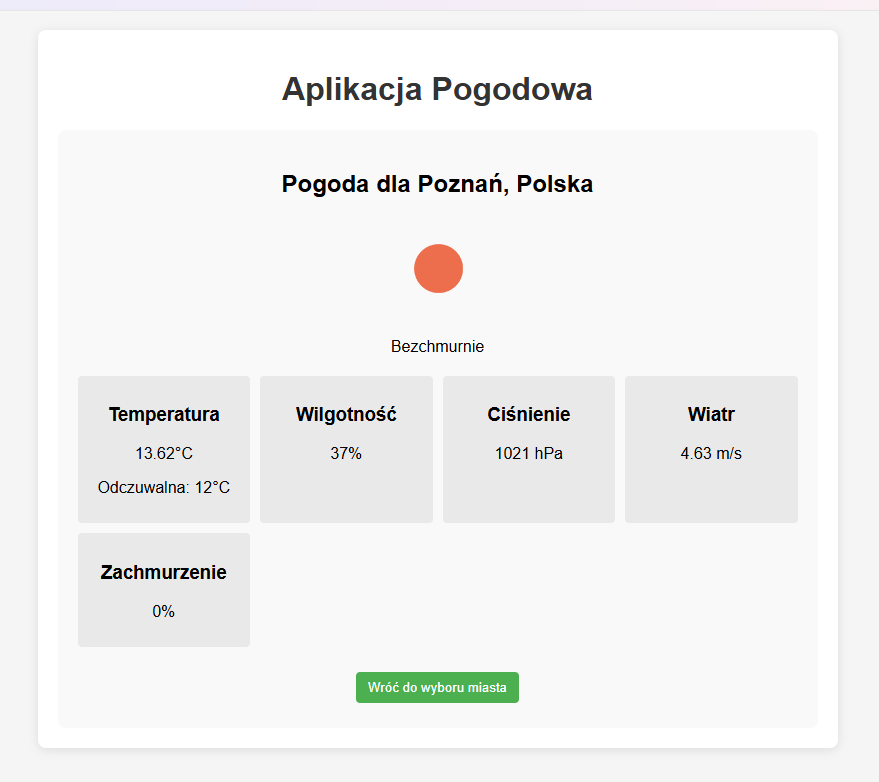 Aplikacja Pogodowa
Pogoda dla Poznań, Polska
Bezchmurnie
Temperatura
13.62°C
Odczuwalna: 12°C
Wilgotność
37%
Ciśnienie
1021 hPa
Wiatr
4.63 m/s
Zachmurzenie
0%
Wróć do wyboru miasta